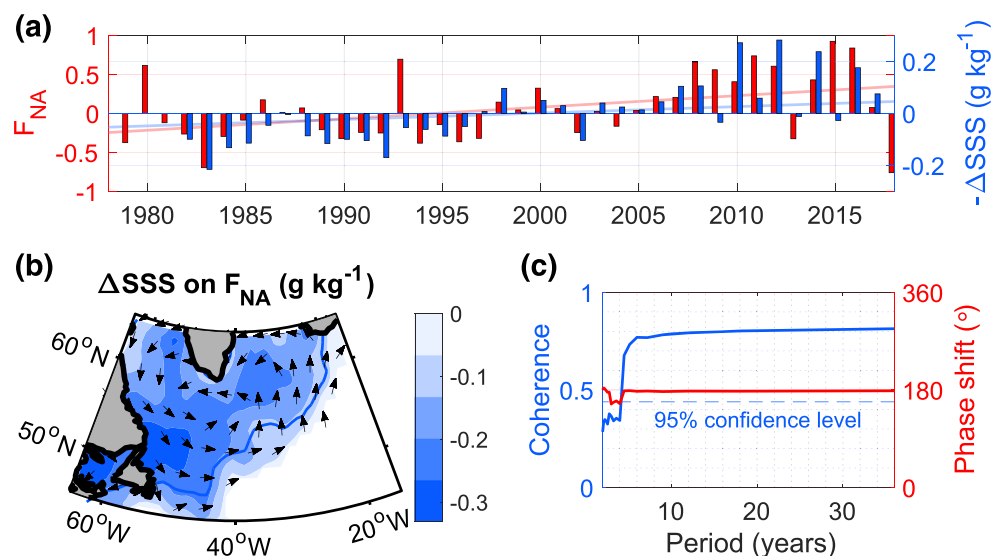 (a)
F_NA
1
0.5
0
-0.5
-1
0.2
0
0.2
- ΔSSS (g kg⁻¹)
1980 1985 1990 1995 2000 2005 2010 2015
(b)
ΔSSS on F_NA (g kg⁻¹)
60°N
50°N
60°W
40°W
20°W
0
-0.1
-0.2
-0.3
(c)
Coherence
1
0.5
0
95% confidence level
360
180
0
Phase shift (°)
10 20 30
Period (years)